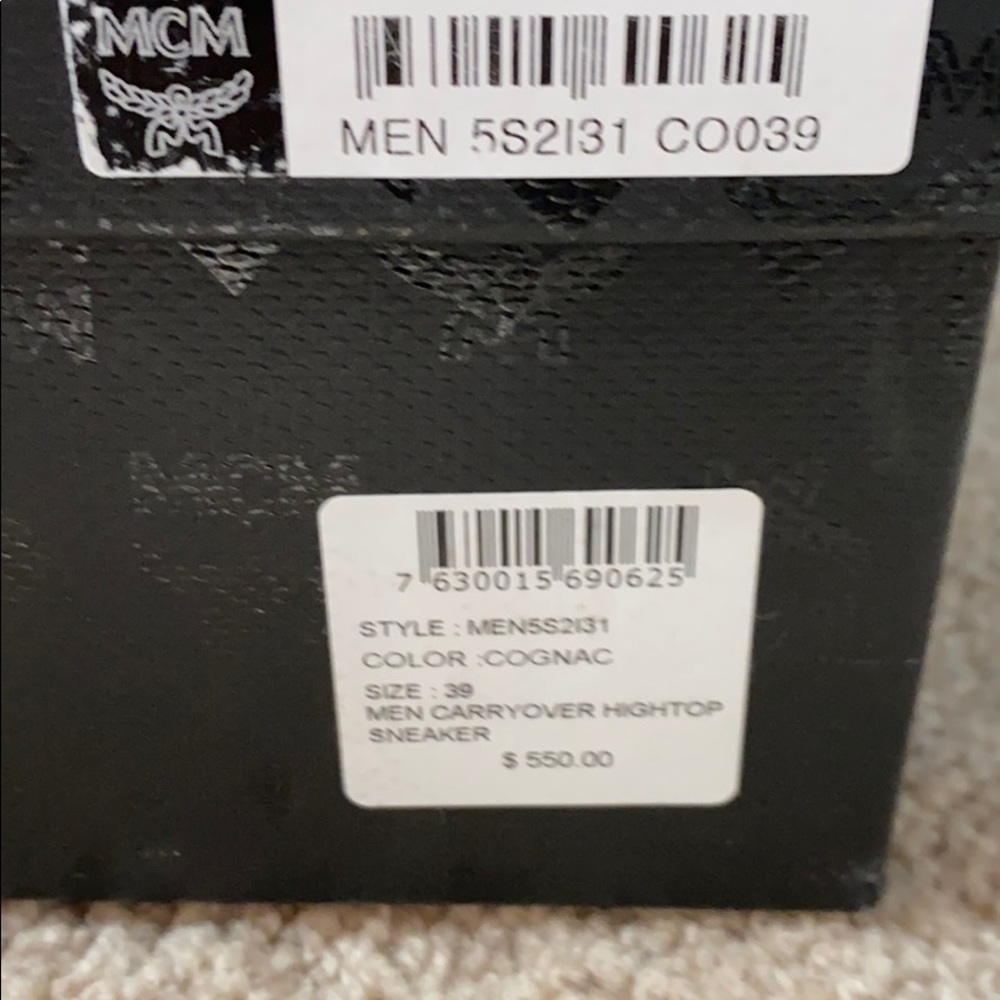 MCM
MEN 5S2I31 CO039
7 630015 690625
STYLE : MEN5S2I31
COLOR :COGNAC
SIZE : 39
MEN CARRYOVER HIGHTOP
SNEAKER
$ 550.00